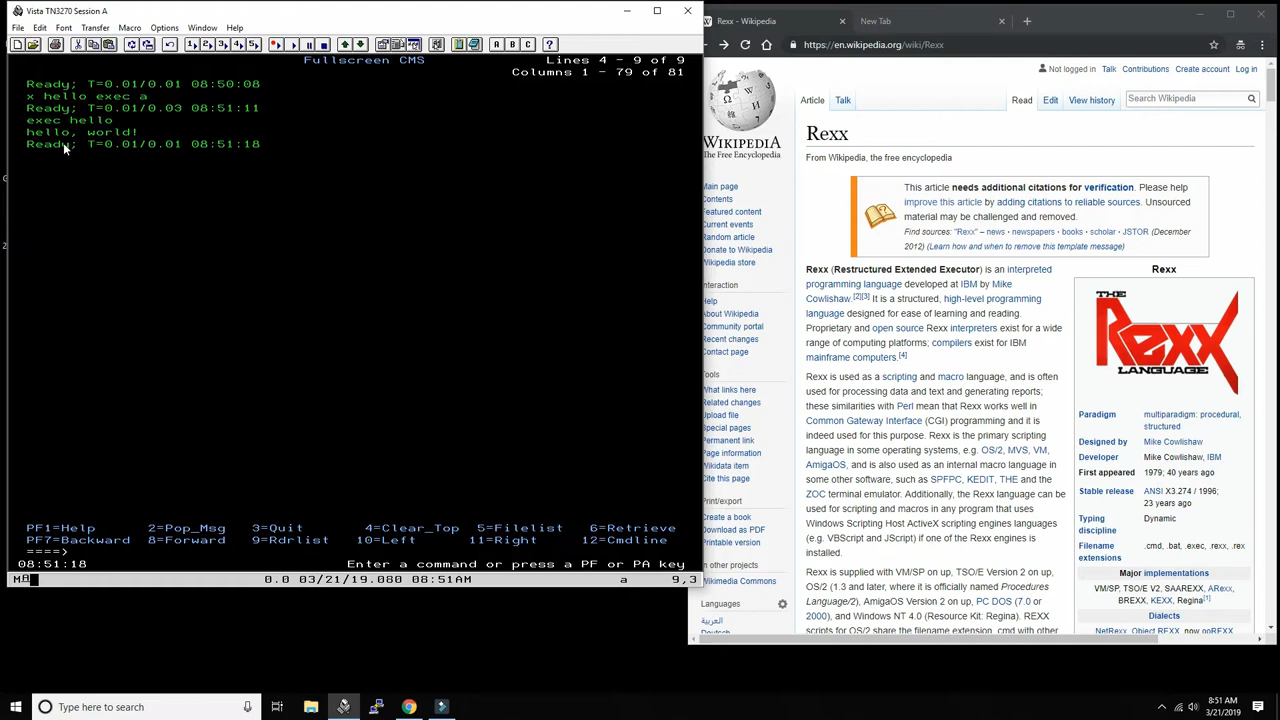 Vista TN3270 Session A
File Edit Font Transfer Macro Options Window Help
Fullscreen CMS Lines 4 - 9 of 9
Columns 1 - 79 of 81
Ready; T=0.01/0.01 08:50:08
x hello exec a
Ready; T=0.01/0.03 08:51:11
exec hello
hello, world!
Ready; T=0.01/0.01 08:51:18
PF1=Help 2=Pop_Msg 3=Quit 4=Clear_Top 5=Filelist 6=Retrieve
PF7=Backward 8=Forward 9=Rdrlist 10=Left 11=Right 12=Cmdline
====>
08:51:18 Enter a command or press a PF or PA key
0.0 03/21/19.080 08:51AM a 9,3
Rexx - Wikipedia
New Tab
https://en.wikipedia.org/wiki/Rexx
Not logged in Talk Contributions Create account Log in
Article Talk Read Edit View history Search Wikipedia
WIKIPEDIA
The Free Encyclopedia
Main page
Contents
Featured content
Current events
Random article
Donate to Wikipedia
Wikipedia store
Interaction
Help
About Wikipedia
Community portal
Recent changes
Contact page
Tools
What links here
Related changes
Upload file
Special pages
Permanent link
Page information
Wikidata item
Cite this page
Print/export
Create a book
Download as PDF
Printable version
In other projects
Wikimedia Commons
Languages
العربية
Deutsch
Rexx
From Wikipedia, the free encyclopedia
This article needs additional citations for verification. Please help
improve this article by adding citations to reliable sources. Unsourced
material may be challenged and removed.
Find sources: "Rexx" – news · newspapers · books · scholar · JSTOR (December
2012) (Learn how and when to remove this template message)
Rexx (Restructured Extended Executor) is an interpreted
programming language developed at IBM by Mike
Cowlishaw.[2][3] It is a structured, high-level programming
language designed for ease of learning and reading.
Proprietary and open source Rexx interpreters exist for a wide
range of computing platforms; compilers exist for IBM
mainframe computers.[4]
Rexx is used as a scripting and macro language, and is often
used for processing data and text and generating reports;
these similarities with Perl mean that Rexx works well in
Common Gateway Interface (CGI) programming and it is
indeed used for this purpose. Rexx is the primary scripting
language in some operating systems, e.g. OS/2, MVS, VM,
AmigaOS, and is also used as an internal macro language in
some other software, such as SPFPC, KEDIT, THE and the
ZOC terminal emulator. Additionally, the Rexx language can be
used for scripting and macros in any program that uses
Windows Scripting Host ActiveX scripting engines languages
(e.g. VBScript and JScript) if one of the Rexx engines is
installed.
Rexx is supplied with VM/SP on up, TSO/E Version 2 on up,
OS/2 (1.3 and later, where it is officially named Procedures
Language/2), AmigaOS Version 2 on up, PC DOS (7.0 or
2000), and Windows NT 4.0 (Resource Kit: Regina). REXX
scripts for OS/2 share the filename extension .cmd with other
Rexx
THE
Rexx
LANGUAGE
Paradigm multiparadigm: procedural,
structured
Designed by Mike Cowlishaw
Developer Mike Cowlishaw, IBM
First appeared 1979; 40 years ago
Stable release ANSI X3.274 / 1996;
23 years ago
Typing
discipline Dynamic
Filename
extensions .cmd, .bat, .exec, .rexx, .rex
Major implementations
VM/SP, TSO/E V2, SAAREXX, ARexx,
BREXX, KEXX, Regina[1]
Dialects
NetRexx, Object REXX, now ooREXX
Type here to search
8:51 AM
3/21/2019